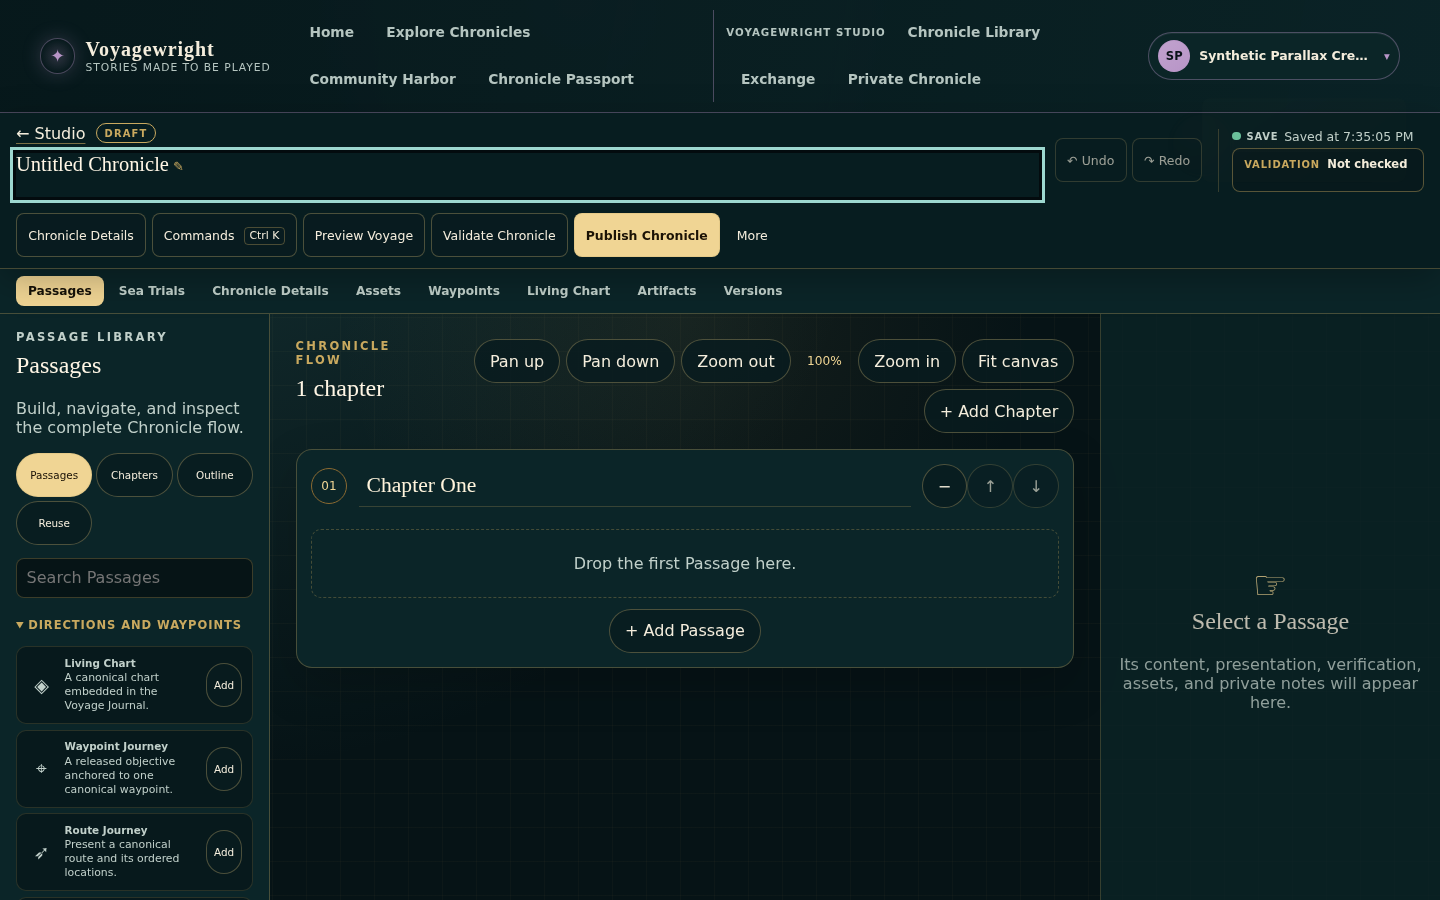 Voyagewright
STORIES MADE TO BE PLAYED
Home
Explore Chronicles
Community Harbor
Chronicle Passport
VOYAGEWRIGHT STUDIO
Chronicle Library
Exchange
Private Chronicle
SP
Synthetic Parallax Cre...
← Studio
DRAFT
Untitled Chronicle ✎
↶ Undo
↷ Redo
SAVE Saved at 7:35:05 PM
VALIDATION Not checked
Chronicle Details
Commands Ctrl K
Preview Voyage
Validate Chronicle
Publish Chronicle
More
Passages
Sea Trials
Chronicle Details
Assets
Waypoints
Living Chart
Artifacts
Versions
PASSAGE LIBRARY
Passages
Build, navigate, and inspect
the complete Chronicle flow.
Passages
Chapters
Outline
Reuse
Search Passages
▾ DIRECTIONS AND WAYPOINTS
Living Chart
A canonical chart
embedded in the
Voyage Journal.
Add
Waypoint Journey
A released objective
anchored to one
canonical waypoint.
Add
Route Journey
Present a canonical
route and its ordered
locations.
Add
CHRONICLE
FLOW
1 chapter
Pan up
Pan down
Zoom out
100%
Zoom in
Fit canvas
+ Add Chapter
01
Chapter One
−
↑
↓
Drop the first Passage here.
+ Add Passage
Select a Passage
Its content, presentation, verification,
assets, and private notes will appear
here.